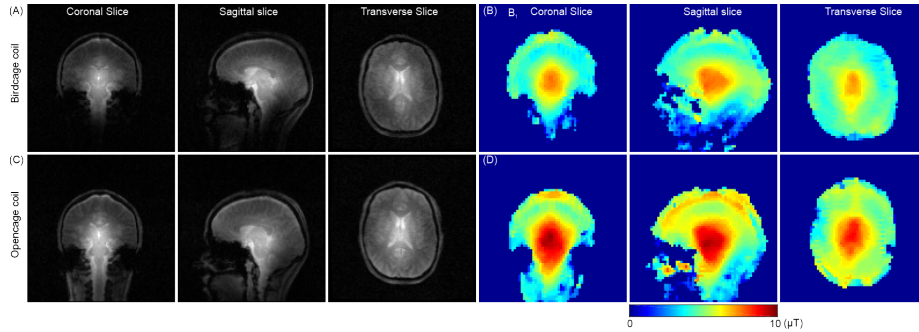 (A) Coronal Slice Sagittal slice Transverse Slice (B) B₁ Coronal Slice Sagittal slice Transverse Slice
Birdcage coil
(C) (D)
Opencage coil
0 10 (μT)